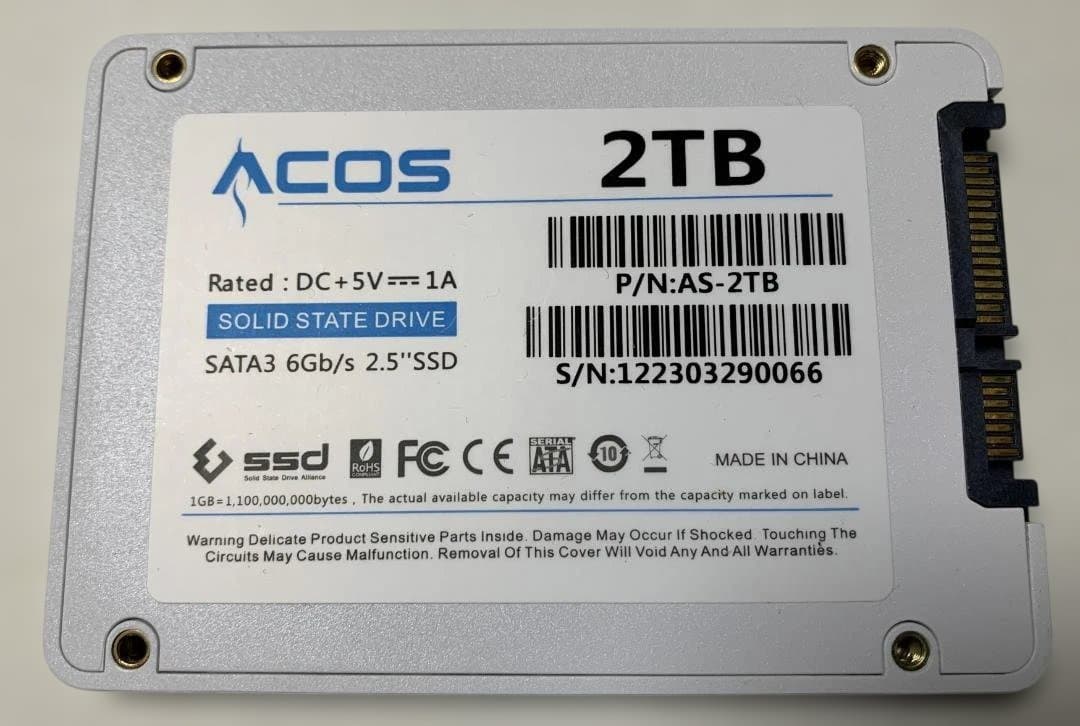 ACOS
2TB
P/N:AS-2TB
Rated : DC+5V⎓1A
SOLID STATE DRIVE
SATA3 6Gb/s 2.5''SSD
S/N:122303290066
ssd
Solid State Drive Alliance
RoHS
COMPLIANT
FC
CE
SERIAL
ATA
10
MADE IN CHINA
1GB=1,100,000,000bytes , The actual available capacity may differ from the capacity marked on label.
Warning Delicate Product Sensitive Parts Inside. Damage May Occur If Shocked. Touching The
Circuits May Cause Malfunction. Removal Of This Cover Will Void Any And All Warranties.